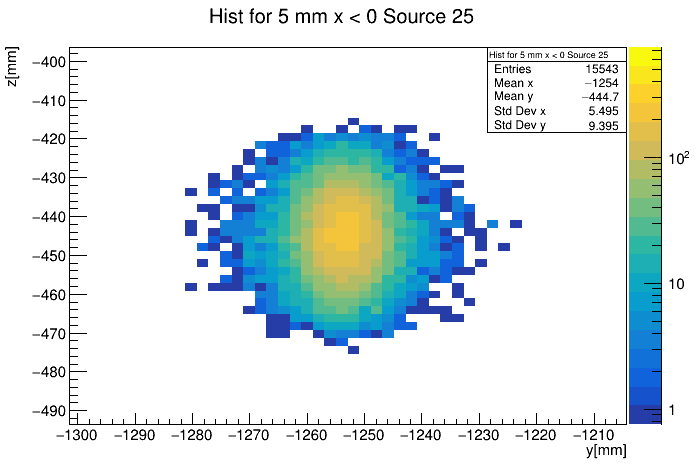 Hist for 5 mm x < 0 Source 25
z[mm]
Hist for 5 mm x < 0 Source 25
Entries 15543
Mean x −1254
Mean y −444.7
Std Dev x 5.495
Std Dev y 9.395
−400
−410
−420
−430
−440
−450
−460
−470
−480
−490
10²
10
1
−1300 −1290 −1280 −1270 −1260 −1250 −1240 −1230 −1220 −1210
y[mm]